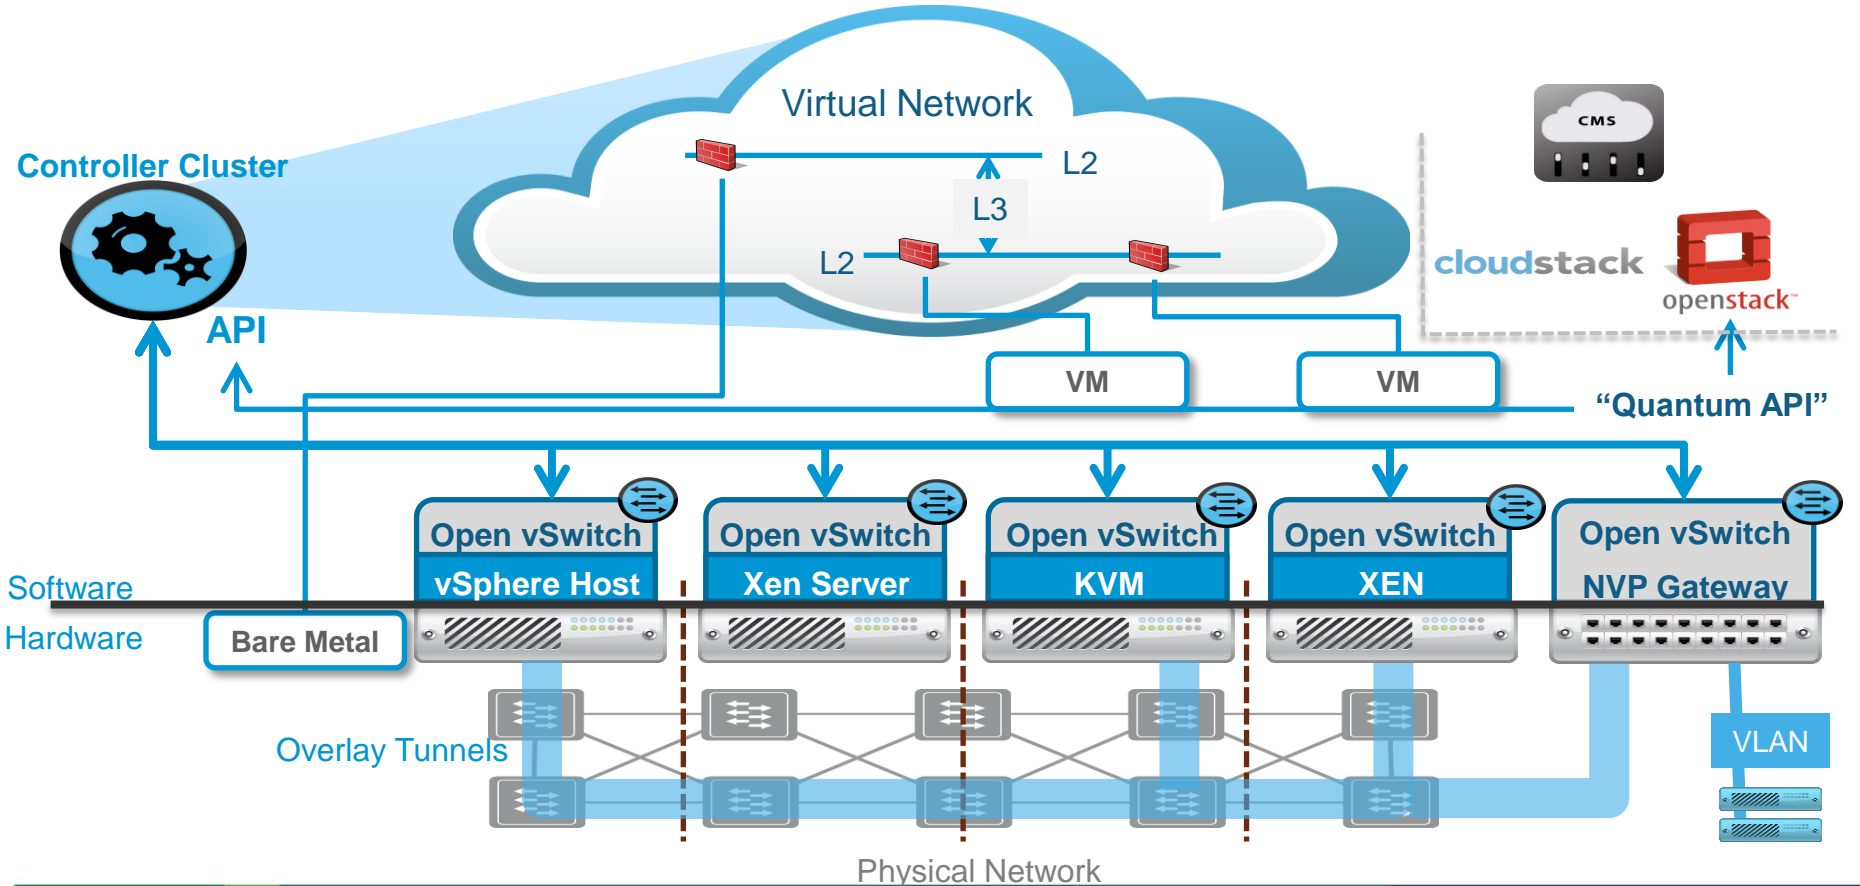 Virtual Network
CMS
Controller Cluster
L2
L3
L2
cloudstack
openstack™
API
VM
VM
“Quantum API”
Open vSwitch
Open vSwitch
Open vSwitch
Open vSwitch
Open vSwitch
vSphere Host
Xen Server
KVM
XEN
NVP Gateway
Software
Hardware
Bare Metal
Overlay Tunnels
VLAN
Physical Network